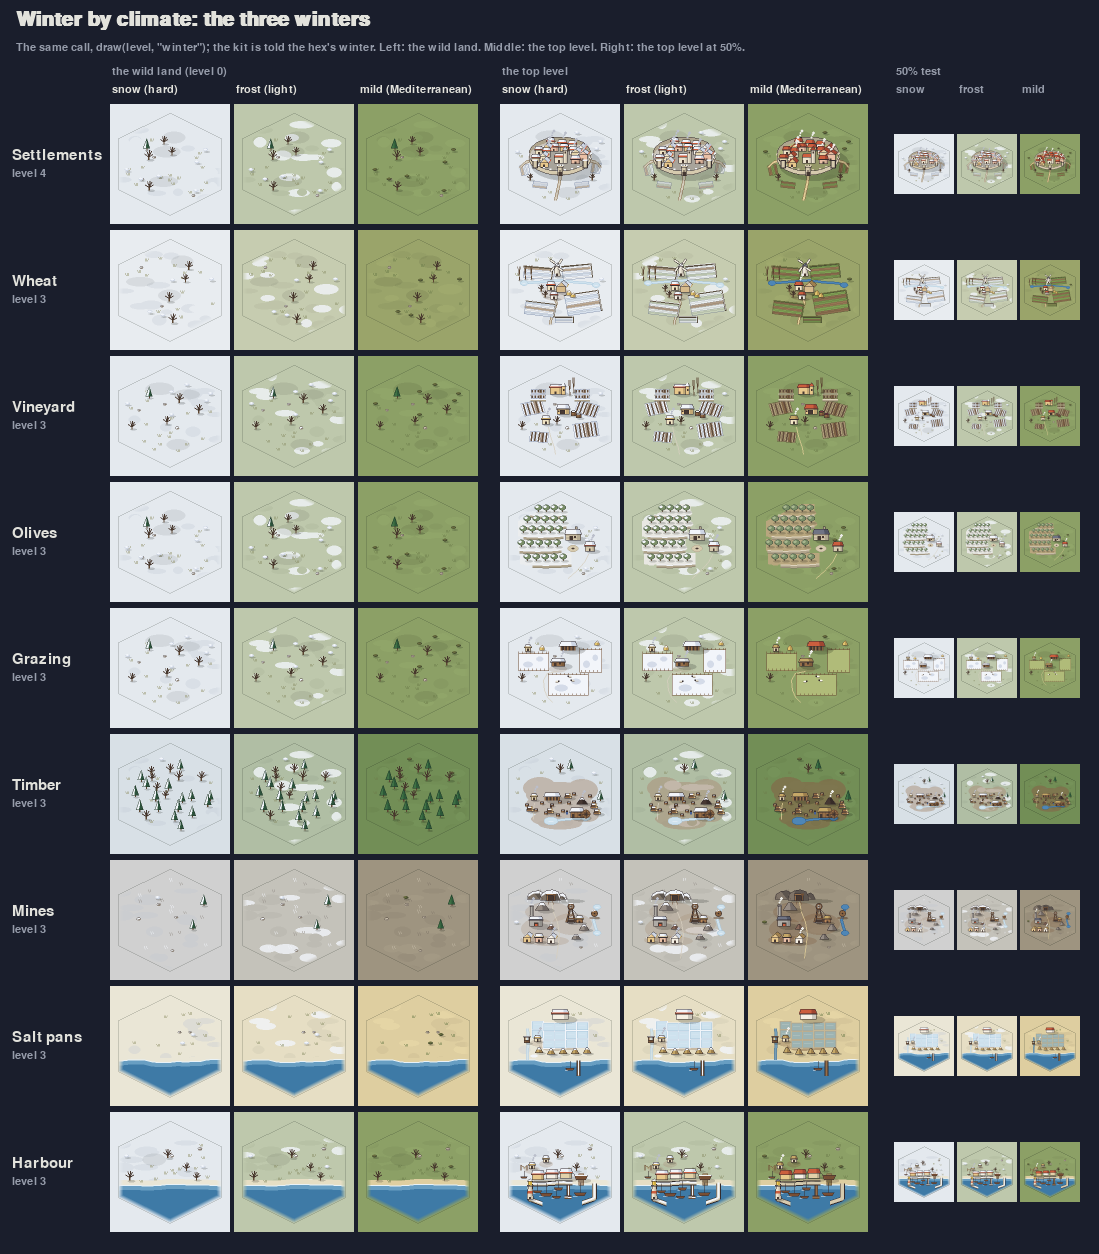 Winter by climate: the three winters
The same call, draw(level, "winter"); the kit is told the hex's winter. Left: the wild land. Middle: the top level. Right: the top level at 50%.
the wild land (level 0)
the top level
50% test
snow (hard)
frost (light)
mild (Mediterranean)
snow (hard)
frost (light)
mild (Mediterranean)
snow
frost
mild
Settlements
level 4
Wheat
level 3
Vineyard
level 3
Olives
level 3
Grazing
level 3
Timber
level 3
Mines
level 3
Salt pans
level 3
Harbour
level 3